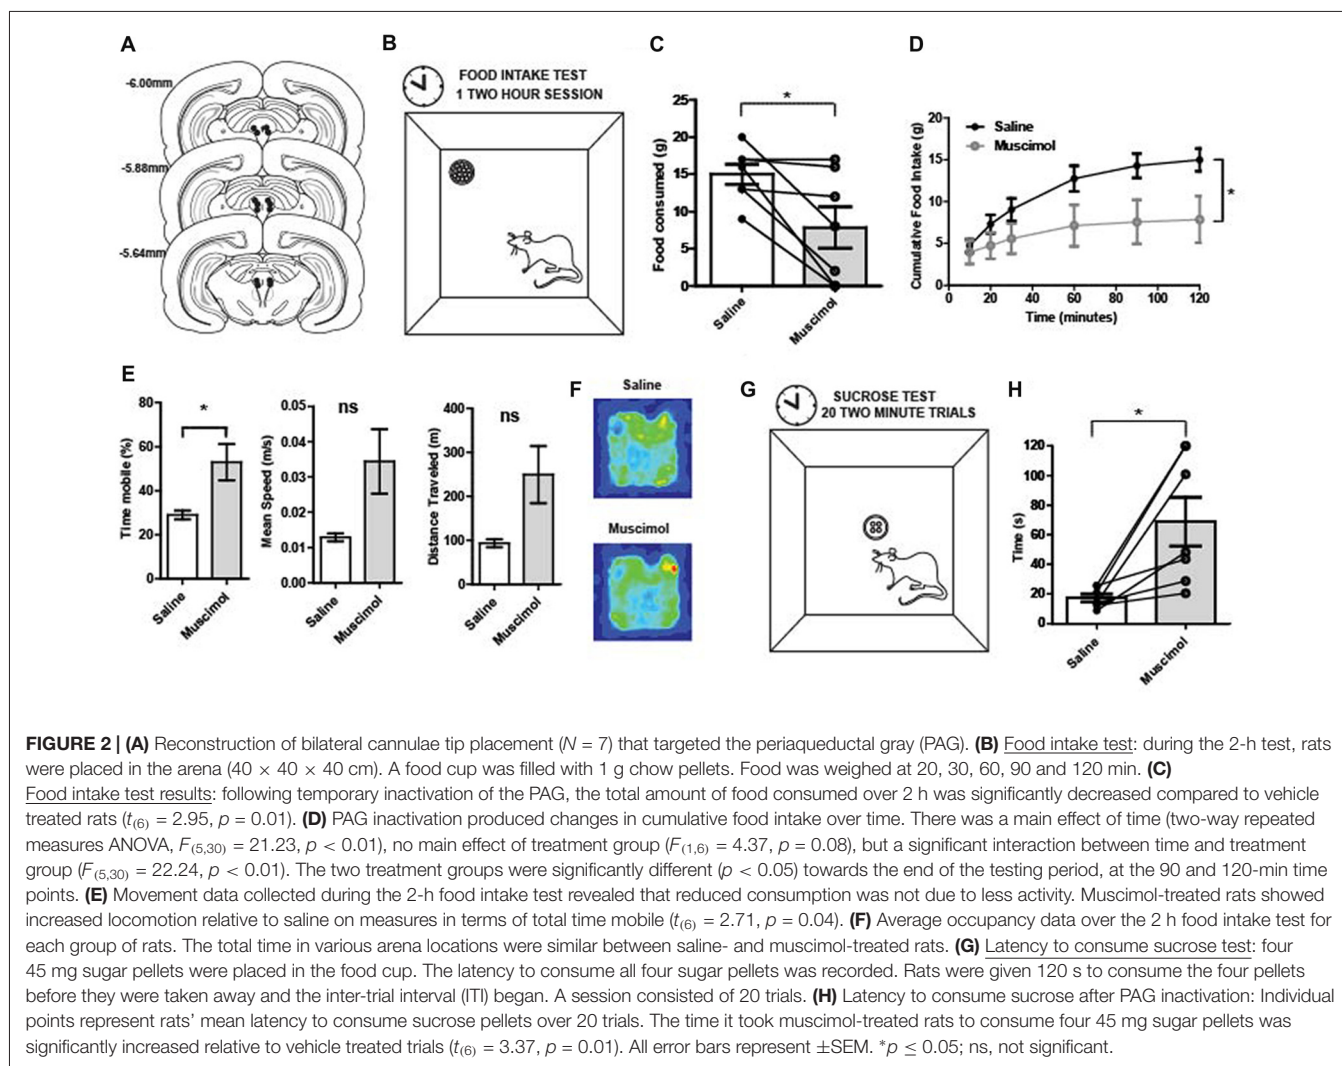 A
-6.00mm
-5.88mm
-5.64mm
B
FOOD INTAKE TEST
1 TWO HOUR SESSION
C
Food consumed (g)
25
20
15
10
5
0
*
Saline
Muscimol
D
Cumulative Food Intake (g)
20
15
10
5
0
Saline
Muscimol
*
0 20 40 60 80 100 120
Time (minutes)
E
Time mobile (%)
80
60
40
20
0
*
Saline
Muscimol
Mean Speed (m/s)
0.05
0.04
0.03
0.02
0.01
0.00
ns
Saline
Muscimol
Distance Traveled (m)
400
300
200
100
0
ns
Saline
Muscimol
F
Saline
Muscimol
G
SUCROSE TEST
20 TWO MINUTE TRIALS
H
Time (s)
120
100
80
60
40
20
0
*
Saline
Muscimol
FIGURE 2 | (A) Reconstruction of bilateral cannulae tip placement (N = 7) that targeted the periaqueductal gray (PAG). (B) Food intake test: during the 2-h test, rats
were placed in the arena (40 × 40 × 40 cm). A food cup was filled with 1 g chow pellets. Food was weighed at 20, 30, 60, 90 and 120 min. (C)
Food intake test results: following temporary inactivation of the PAG, the total amount of food consumed over 2 h was significantly decreased compared to vehicle
treated rats (t(6) = 2.95, p = 0.01). (D) PAG inactivation produced changes in cumulative food intake over time. There was a main effect of time (two-way repeated
measures ANOVA, F(5,30) = 21.23, p < 0.01), no main effect of treatment group (F(1,6) = 4.37, p = 0.08), but a significant interaction between time and treatment
group (F(5,30) = 22.24, p < 0.01). The two treatment groups were significantly different (p < 0.05) towards the end of the testing period, at the 90 and 120-min time
points. (E) Movement data collected during the 2-h food intake test revealed that reduced consumption was not due to less activity. Muscimol-treated rats showed
increased locomotion relative to saline on measures in terms of total time mobile (t(6) = 2.71, p = 0.04). (F) Average occupancy data over the 2 h food intake test for
each group of rats. The total time in various arena locations were similar between saline- and muscimol-treated rats. (G) Latency to consume sucrose test: four
45 mg sugar pellets were placed in the food cup. The latency to consume all four sugar pellets was recorded. Rats were given 120 s to consume the four pellets
before they were taken away and the inter-trial interval (ITI) began. A session consisted of 20 trials. (H) Latency to consume sucrose after PAG inactivation: Individual
points represent rats' mean latency to consume sucrose pellets over 20 trials. The time it took muscimol-treated rats to consume four 45 mg sugar pellets was
significantly increased relative to vehicle treated trials (t(6) = 3.37, p = 0.01). All error bars represent ±SEM. *p ≤ 0.05; ns, not significant.